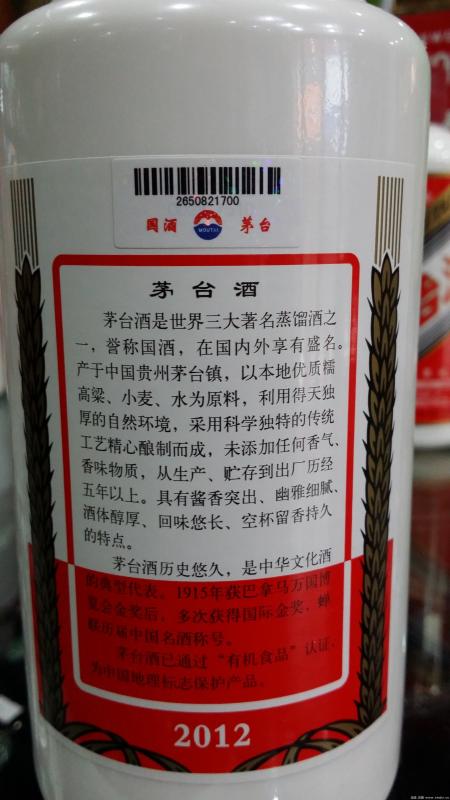 2650821700
国酒 MOUTAI 茅台
茅台酒
茅台酒是世界三大著名蒸馏酒之
一，誉称国酒，在国内外享有盛名。
产于中国贵州茅台镇，以本地优质糯
高粱、小麦、水为原料，利用得天独
厚的自然环境，采用科学独特的传统
工艺精心酿制而成，未添加任何香气、
香味物质，从生产、贮存到出厂历经
五年以上。具有酱香突出、幽雅细腻、
酒体醇厚、回味悠长、空杯留香持久
的特点。
茅台酒历史悠久，是中华文化酒
的典型代表。1915年获巴拿马万国博
览会金奖后，多次获得国际金奖，蝉
联历届中国名酒称号。
茅台酒已通过“有机食品”认证，
为中国地理标志保护产品。
2012
台